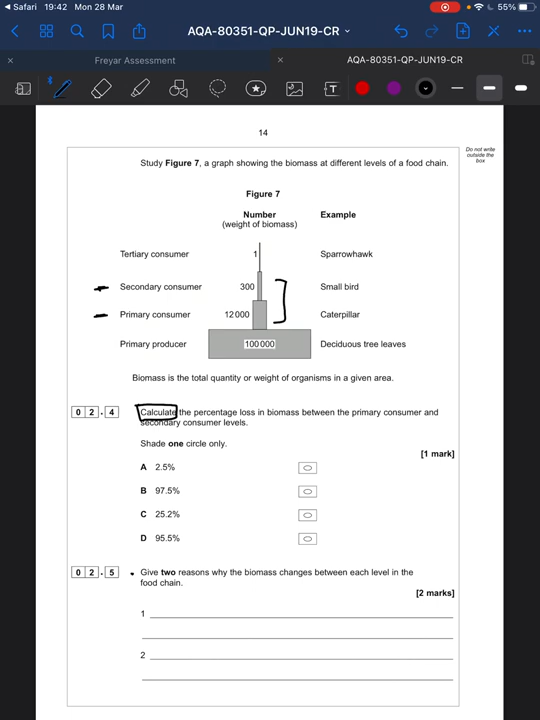 Safari 19:42 Mon 28 Mar 55%
AQA-80351-QP-JUN19-CR
Freyar Assessment AQA-80351-QP-JUN19-CR
T
14
Do not write
outside the
box
Study Figure 7, a graph showing the biomass at different levels of a food chain.
Figure 7
Number Example
(weight of biomass)
Tertiary consumer 1 Sparrowhawk
Secondary consumer 300 Small bird
Primary consumer 12 000 Caterpillar
Primary producer 100 000 Deciduous tree leaves
Biomass is the total quantity or weight of organisms in a given area.
0 2 . 4 Calculate the percentage loss in biomass between the primary consumer and
secondary consumer levels.
Shade one circle only.
[1 mark]
A 2.5%
B 97.5%
C 25.2%
D 95.5%
0 2 . 5 Give two reasons why the biomass changes between each level in the
food chain.
[2 marks]
1
2